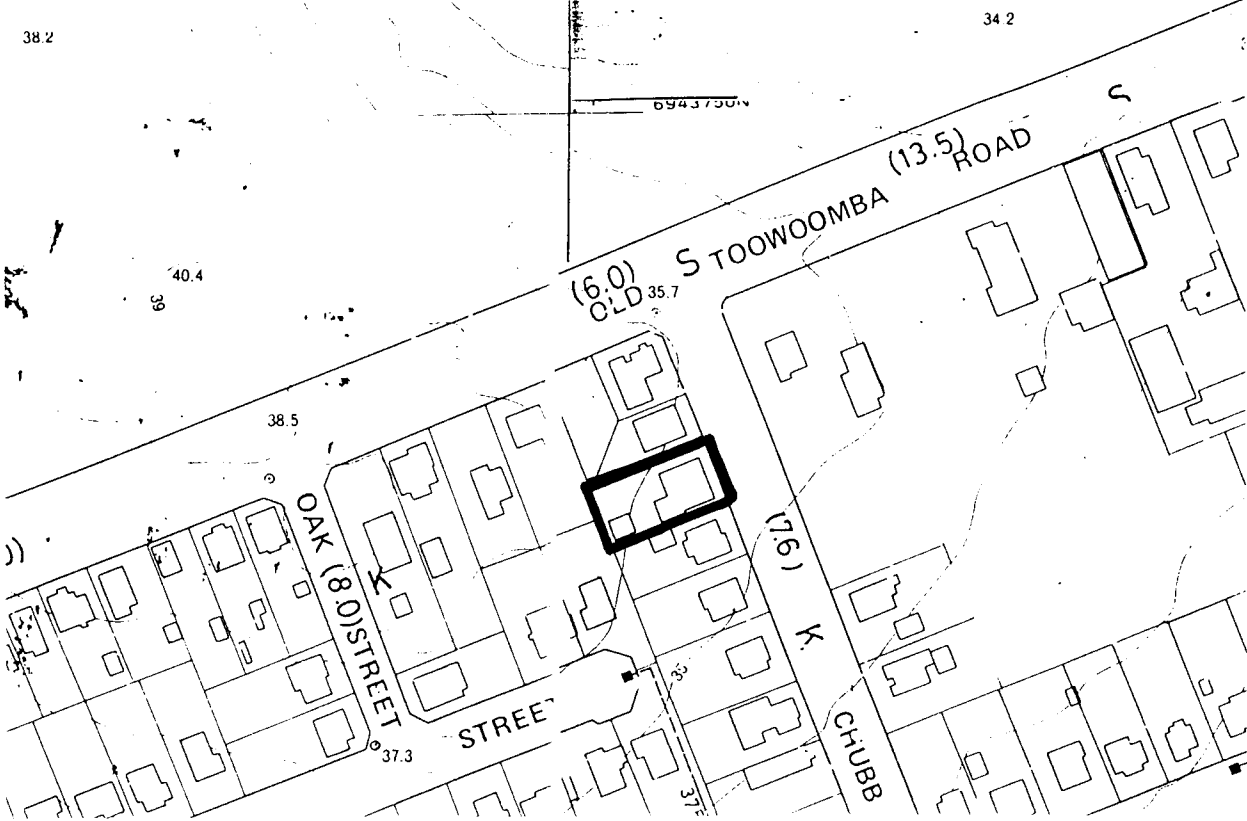 38.2
34.2
6943750N
(13.5)
ROAD
S
TOOWOOMBA
S
(6.0)
OLD
35.7
40.4
39
38.5
OAK (8.0) STREET
K
(7.6)
K
CHUBB
35
STREET
37.3